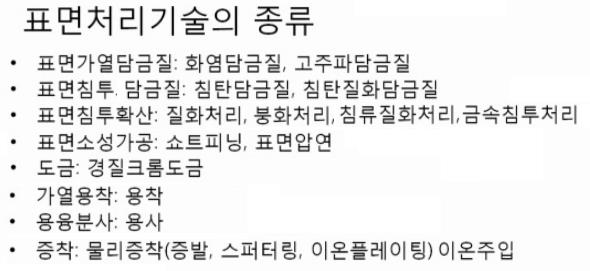 표면처리기술의 종류
• 표면가열담금질: 화염담금질, 고주파담금질
• 표면침투. 담금질: 침탄담금질, 침탄질화담금질
• 표면침투확산: 질화처리, 붕화처리, 침류질화처리,금속침투처리
• 표면소성가공: 쇼트피닝, 표면압연
• 도금: 경질크롬도금
• 가열용착: 용착
• 용융분사: 용사
• 증착: 물리증착(증발, 스퍼터링, 이온플레이팅) 이온주입